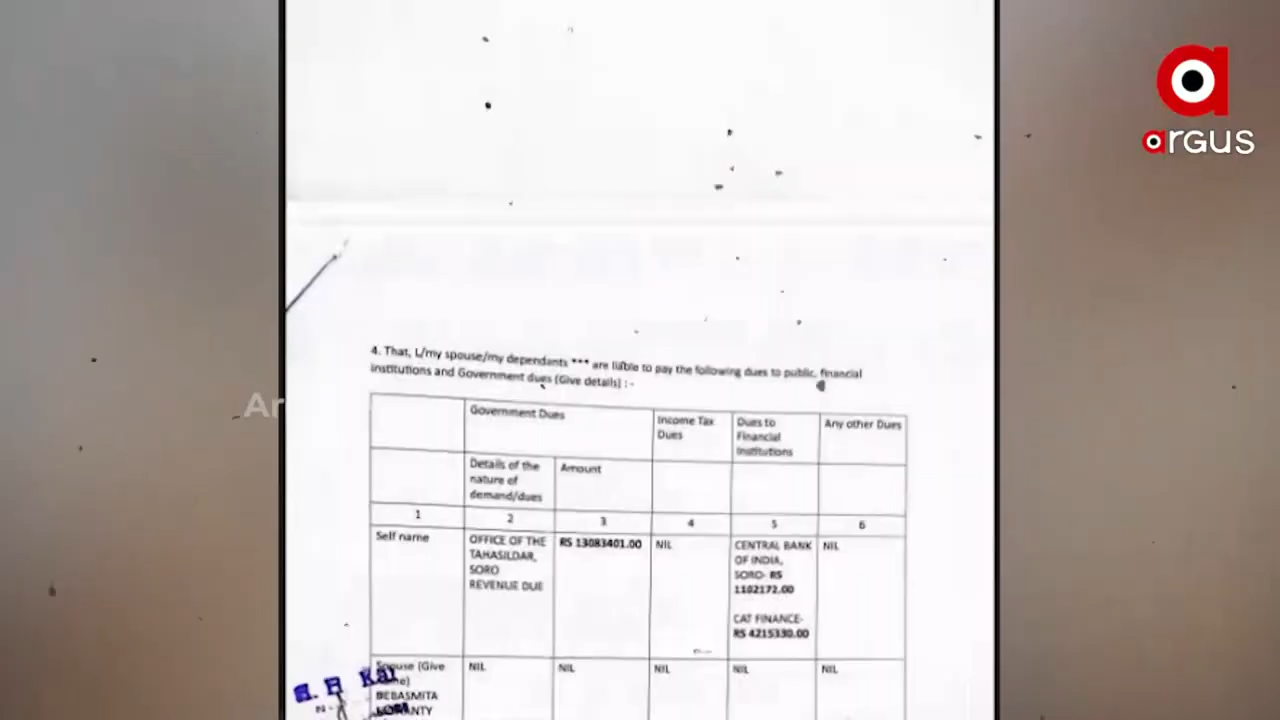 argus
Ar
4. That, I,/my spouse/my dependants *** are liable to pay the following dues to public, financial
institutions and Government dues (Give details) :-
Government Dues
Income Tax
Dues
Dues to
Financial
Institutions
Any other Dues
Details of the
nature of
demand/dues
Amount
1
2
3
4
5
6
Self name
OFFICE OF THE
TAHASILDAR,
SORO
REVENUE DUE
RS 13083401.00
NIL
CENTRAL BANK
OF INDIA,
SORO- RS
1102172.00
CAT FINANCE-
RS 4215330.00
NIL
Spouse (Give
NIL
NIL
NIL
NIL
NIL